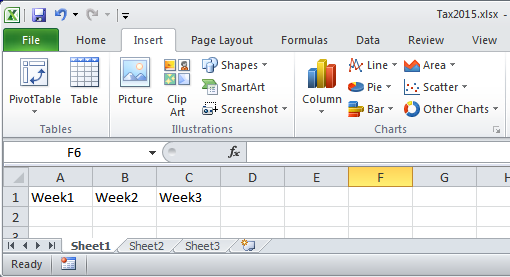 Tax2015.xlsx -
File Home Insert Page Layout Formulas Data Review View
PivotTable Table Picture Clip Art Shapes SmartArt Screenshot Column Line Pie Bar Area Scatter Other Charts
Tables Illustrations Charts
F6 fx
A B C D E F G H
1 Week1 Week2 Week3
2
3
Sheet1 Sheet2 Sheet3
Ready